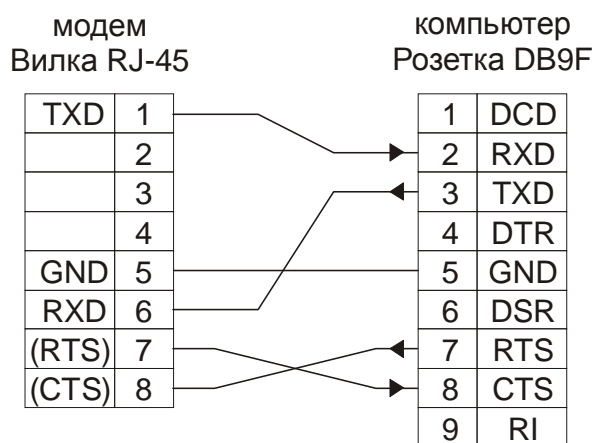 модем
Вилка RJ-45
компьютер
Розетка DB9F
TXD 1
2
3
4
GND 5
RXD 6
(RTS) 7
(CTS) 8
1 DCD
2 RXD
3 TXD
4 DTR
5 GND
6 DSR
7 RTS
8 CTS
9 RI